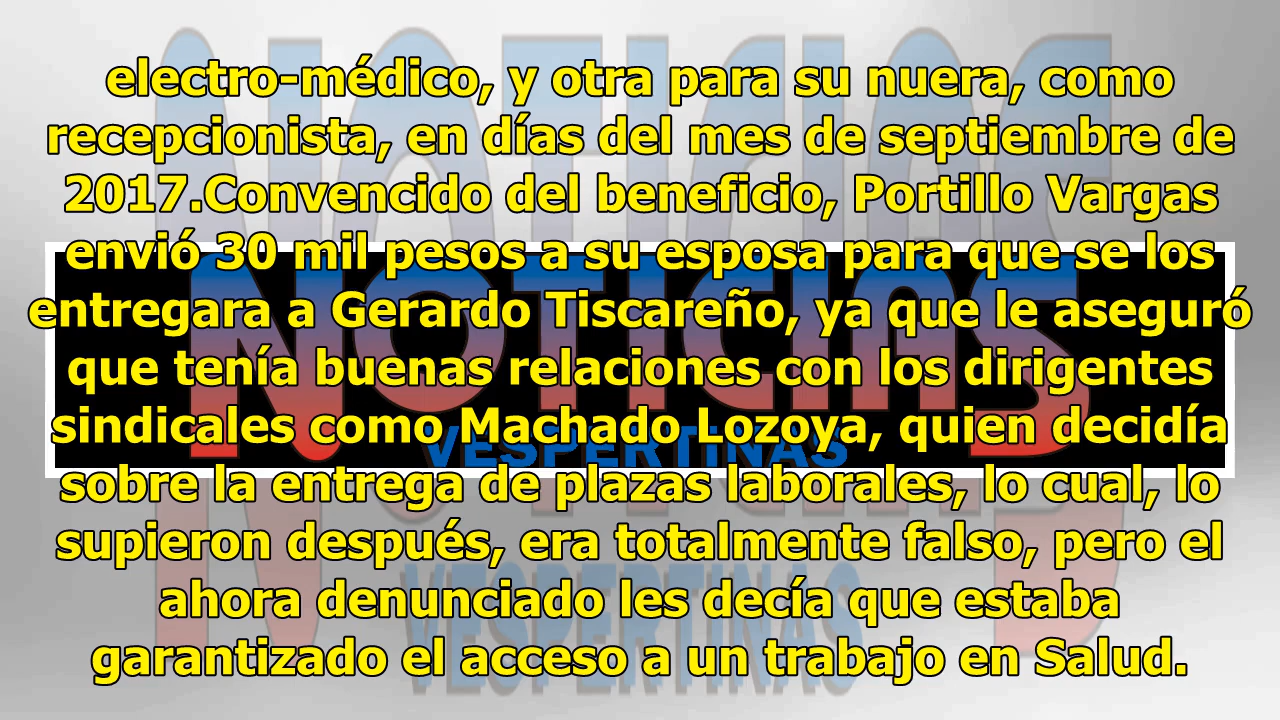 electro-médico, y otra para su nuera, como
recepcionista, en días del mes de septiembre de
2017.Convencido del beneficio, Portillo Vargas
envió 30 mil pesos a su esposa para que se los
entregara a Gerardo Tiscareño, ya que le aseguró
que tenía buenas relaciones con los dirigentes
sindicales como Machado Lozoya, quien decidía
sobre la entrega de plazas laborales, lo cual, lo
supieron después, era totalmente falso, pero el
ahora denunciado les decía que estaba
garantizado el acceso a un trabajo en Salud.
NOTICIAS
VESPERTINAS
NOTICIAS
VESPERTINAS